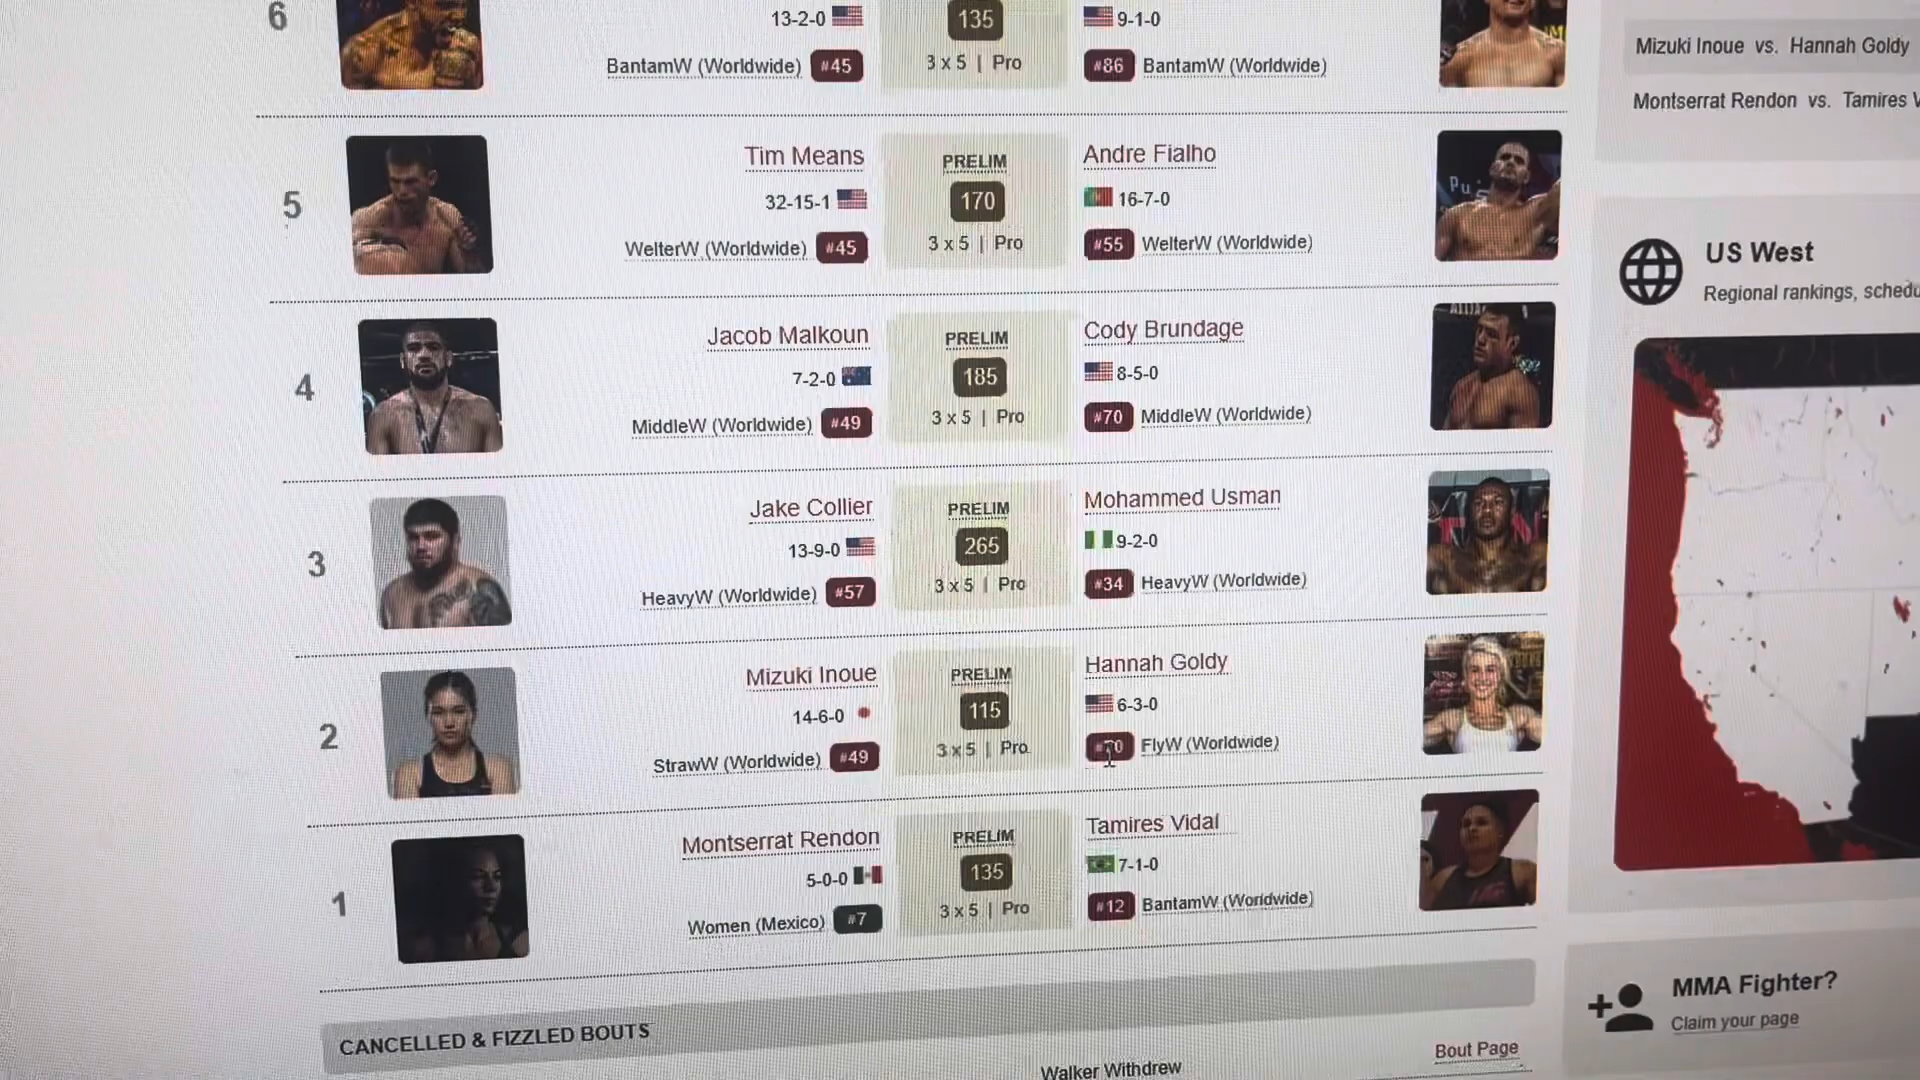 6
13-2-0
135
9-1-0
BantamW (Worldwide) #45
3 x 5 | Pro
#86 BantamW (Worldwide)
5
Tim Means
PRELIM
Andre Fialho
32-15-1
170
16-7-0
WelterW (Worldwide) #45
3 x 5 | Pro
#55 WelterW (Worldwide)
4
Jacob Malkoun
PRELIM
Cody Brundage
7-2-0
185
8-5-0
MiddleW (Worldwide) #49
3 x 5 | Pro
#70 MiddleW (Worldwide)
3
Jake Collier
PRELIM
Mohammed Usman
13-9-0
265
9-2-0
HeavyW (Worldwide) #57
3 x 5 | Pro
#34 HeavyW (Worldwide)
2
Mizuki Inoue
PRELIM
Hannah Goldy
14-6-0
115
6-3-0
StrawW (Worldwide) #49
3 x 5 | Pro
FlyW (Worldwide)
1
Montserrat Rendon
PRELIM
Tamires Vidal
5-0-0
135
7-1-0
Women (Mexico) #7
3 x 5 | Pro
#12 BantamW (Worldwide)
CANCELLED & FIZZLED BOUTS
Walker Withdrew
Bout Page
Mizuki Inoue vs. Hannah Goldy
Montserrat Rendon vs. Tamires V
US West
Regional rankings, schedu
MMA Fighter?
Claim your page